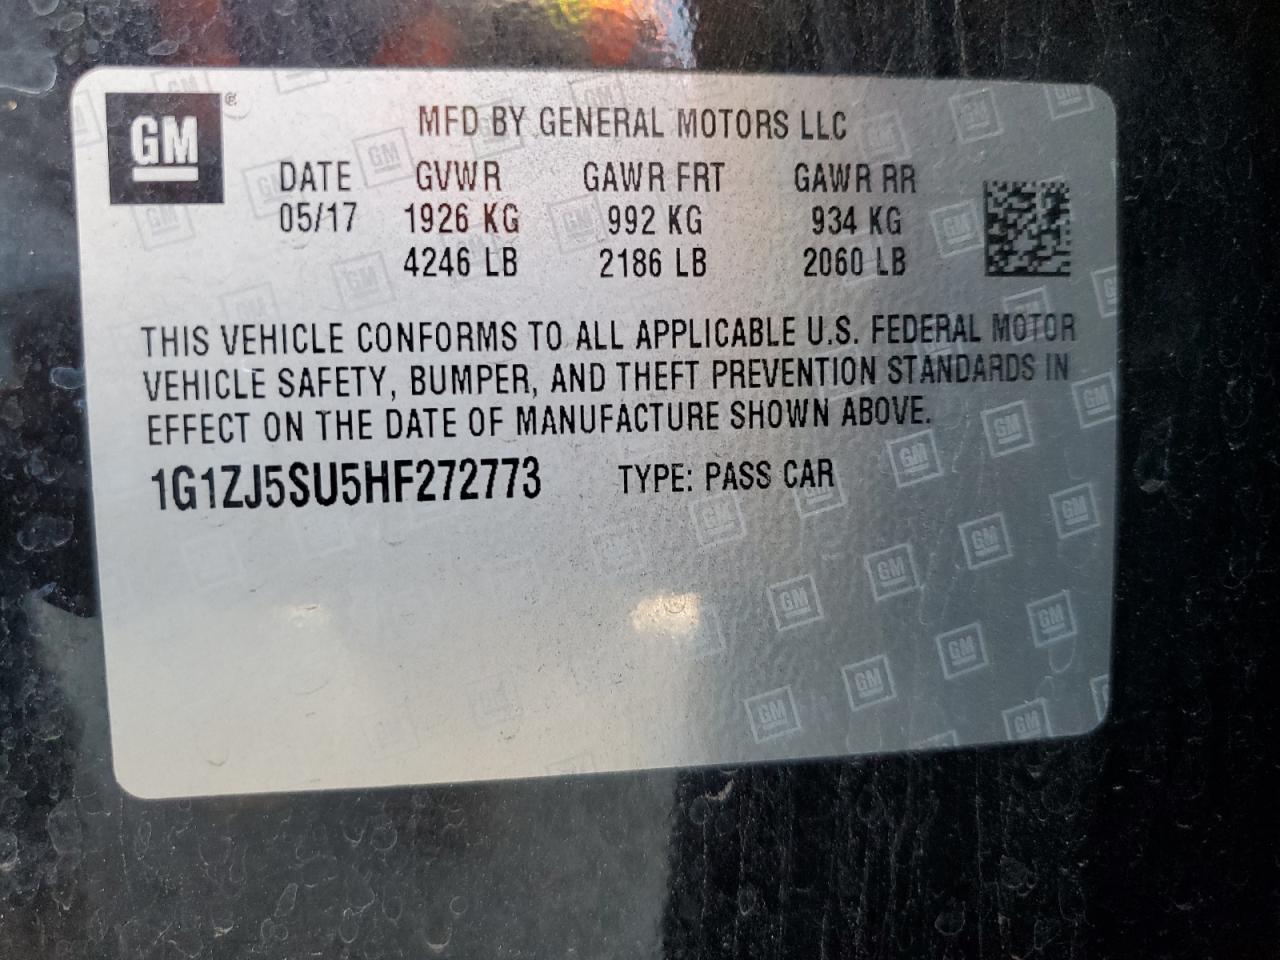 GM ®
MFD BY GENERAL MOTORS LLC
DATE GVWR GAWR FRT GAWR RR
05/17 1926 KG 992 KG 934 KG
4246 LB 2186 LB 2060 LB
THIS VEHICLE CONFORMS TO ALL APPLICABLE U.S. FEDERAL MOTOR
VEHICLE SAFETY, BUMPER, AND THEFT PREVENTION STANDARDS IN
EFFECT ON THE DATE OF MANUFACTURE SHOWN ABOVE.
1G1ZJ5SU5HF272773 TYPE: PASS CAR